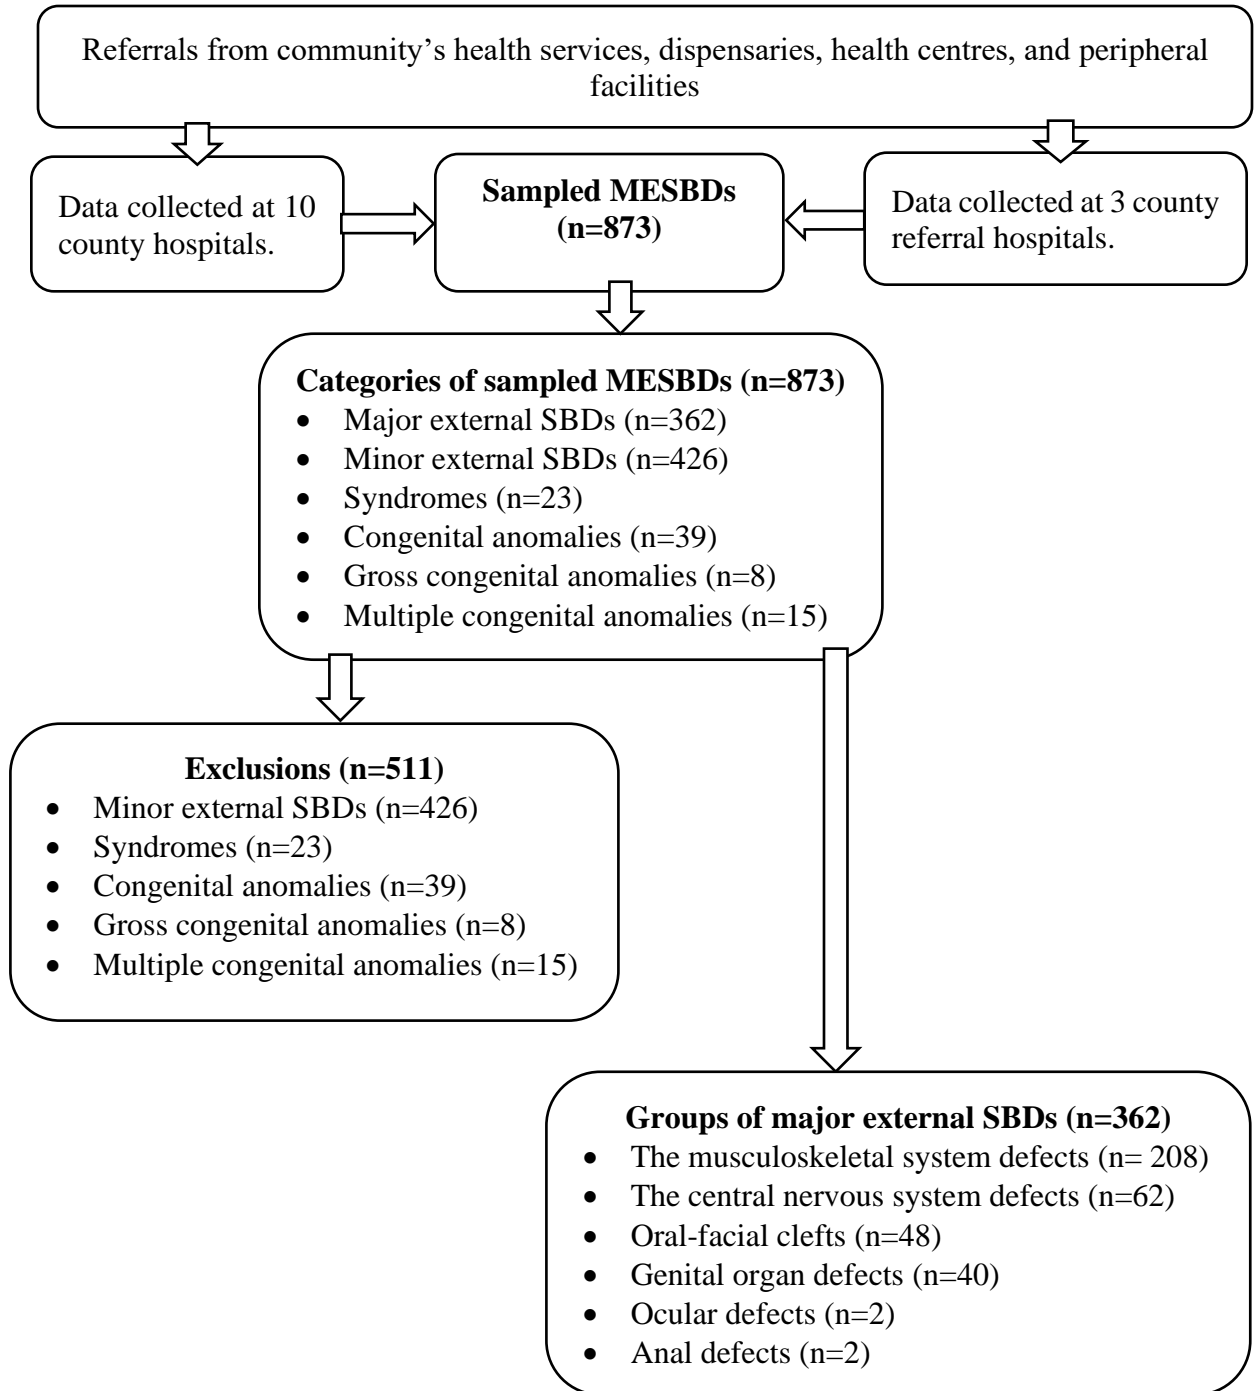 Referrals from community’s health services, dispensaries, health centres, and peripheral
facilities
Data collected at 10
county hospitals.
Sampled MESBDs
(n=873)
Data collected at 3 county
referral hospitals.
Categories of sampled MESBDs (n=873)
• Major external SBDs (n=362)
• Minor external SBDs (n=426)
• Syndromes (n=23)
• Congenital anomalies (n=39)
• Gross congenital anomalies (n=8)
• Multiple congenital anomalies (n=15)
Exclusions (n=511)
• Minor external SBDs (n=426)
• Syndromes (n=23)
• Congenital anomalies (n=39)
• Gross congenital anomalies (n=8)
• Multiple congenital anomalies (n=15)
Groups of major external SBDs (n=362)
• The musculoskeletal system defects (n= 208)
• The central nervous system defects (n=62)
• Oral-facial clefts (n=48)
• Genital organ defects (n=40)
• Ocular defects (n=2)
• Anal defects (n=2)